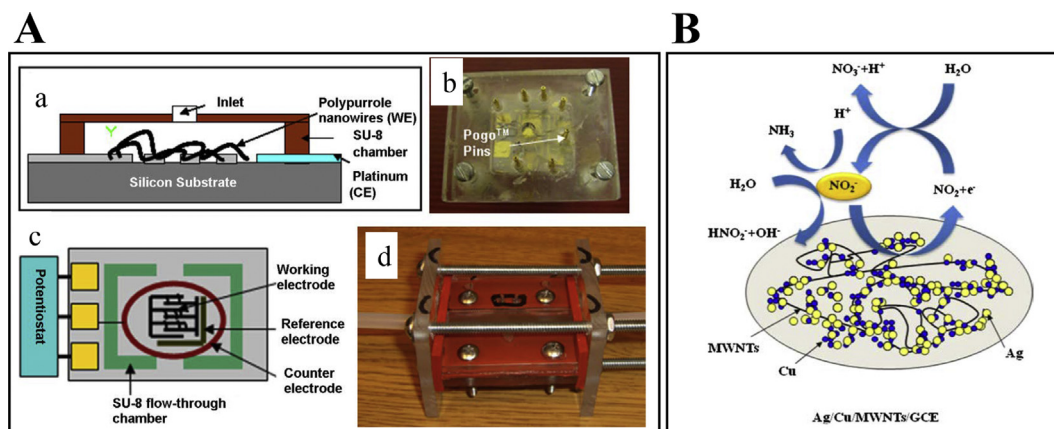 A
B
a
Inlet
Polypurrole
nanowires (WE)
SU-8
chamber
Platinum
(CE)
Silicon Substrate
b
Pogo™
Pins
c
Potentiostat
Working
electrode
Reference
electrode
Counter
electrode
SU-8 flow-through
chamber
d
NO₃⁻+H⁺
H₂O
H⁺
NH₃
H₂O
NO₂⁻
NO₂+e⁻
HNO₂⁻+OH⁻
MWNTs
Cu
Ag
Ag/Cu/MWNTs/GCE